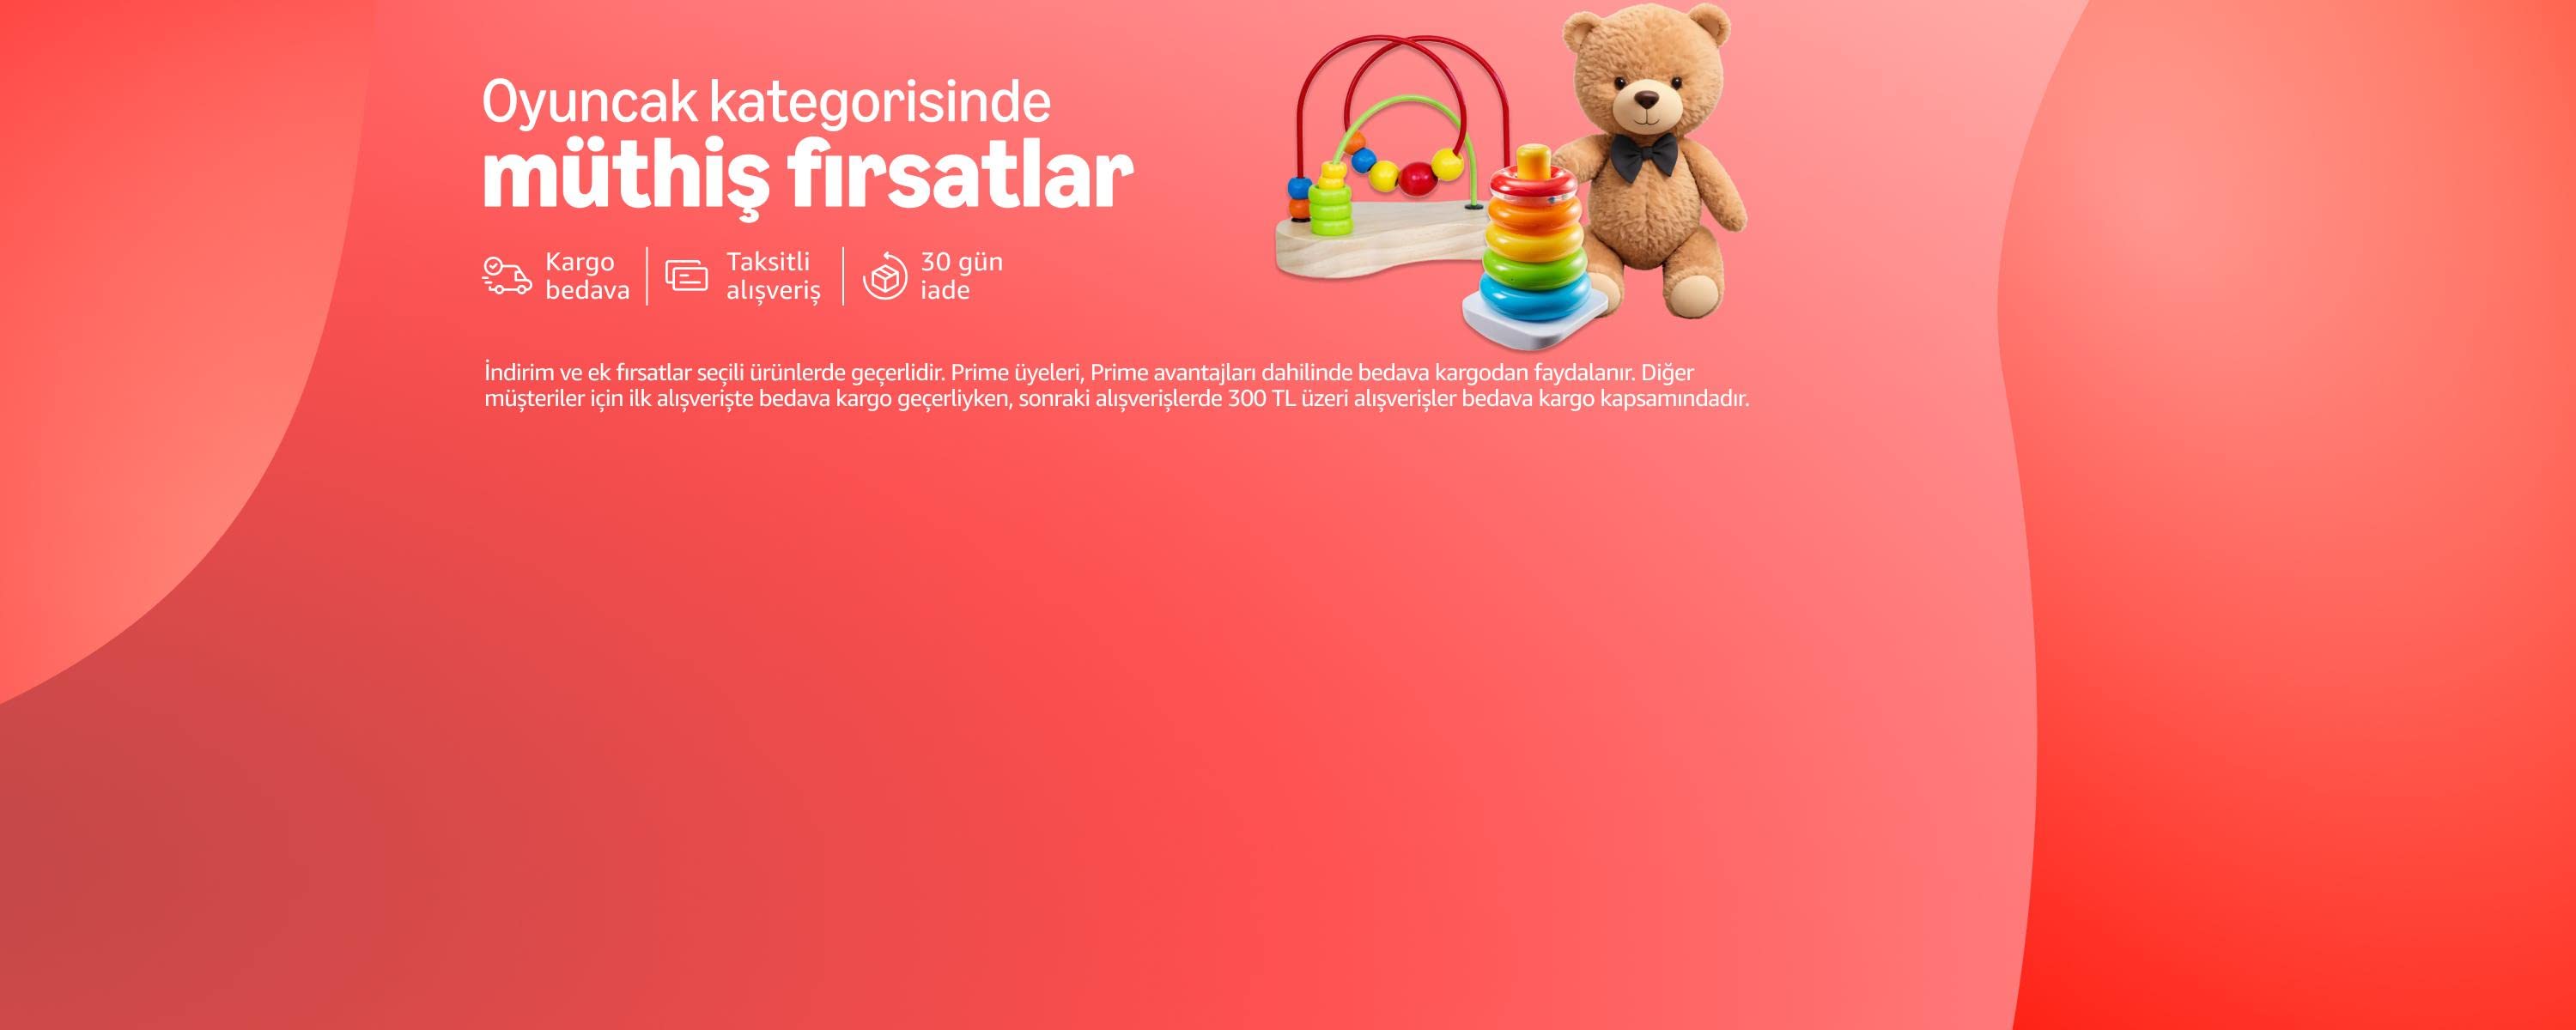 Oyuncak kategorisinde
müthiş fırsatlar
Kargo
bedava
Taksitli
alışveriş
30 gün
iade
İndirim ve ek fırsatlar seçili ürünlerde geçerlidir. Prime üyeleri, Prime avantajları dahilinde bedava kargodan faydalanır. Diğer
müşteriler için ilk alışverişte bedava kargo geçerliyken, sonraki alışverişlerde 300 TL üzeri alışverişler bedava kargo kapsamındadır.